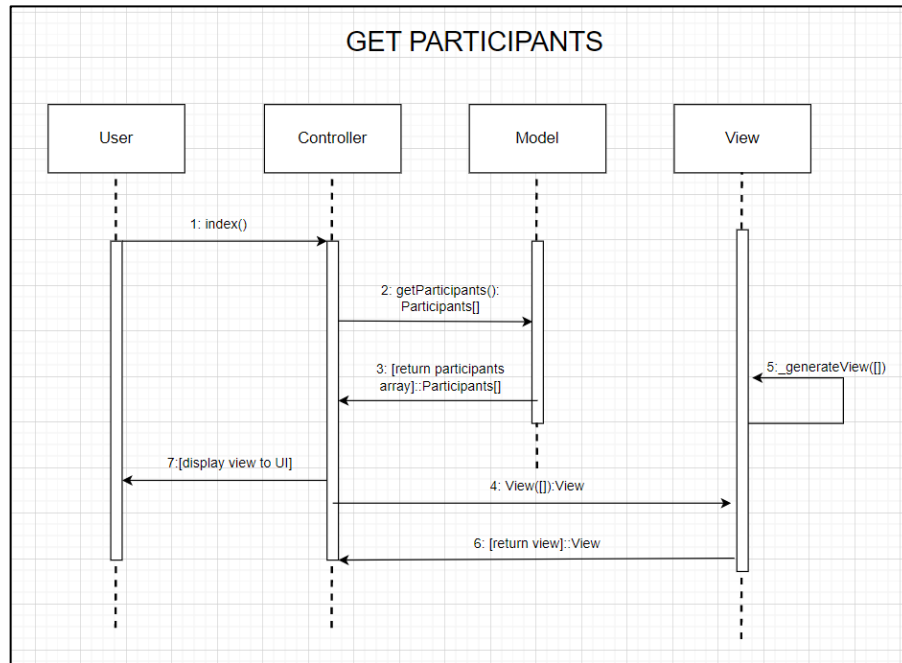 GET PARTICIPANTS
User
Controller
Model
View
1: index()
2: getParticipants():
Participants[]
3: [return participants
array]::Participants[]
5:_generateView([])
7:[display view to UI]
4: View([]):View
6: [return view]::View